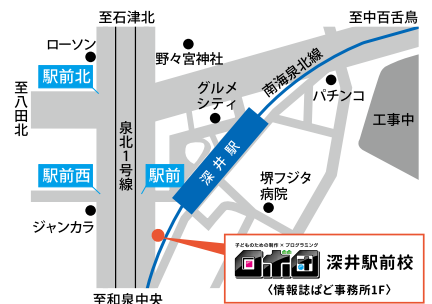 至石津北
至中百舌鳥
ローソン
野々宮神社
南海泉北線
駅前北
グルメ
シティ
パチンコ
至八田北
工事中
泉北1号線
深井駅
駅前西
駅前
堺フジタ
病院
ジャンカラ
子どものための制作×プログラミング
ロボ団
深井駅前校
〈情報誌ぱど事務所1F〉
至和泉中央